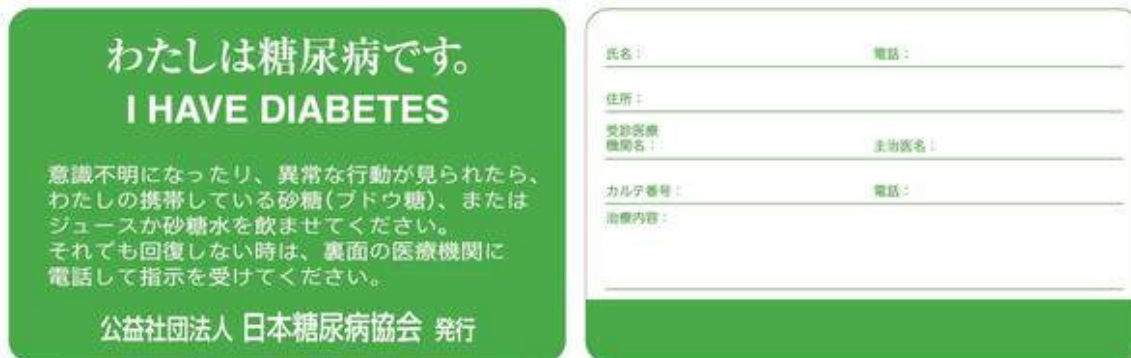 わたしは糖尿病です。
I HAVE DIABETES
意識不明になったり、異常な行動が見られたら、
わたしの携帯している砂糖(ブドウ糖)、または
ジュースか砂糖水を飲ませてください。
それでも回復しない時は、裏面の医療機関に
電話して指示を受けてください。
公益社団法人 日本糖尿病協会 発行
氏名： 電話：
住所：
受診医療
機関名： 主治医名：
カルテ番号： 電話：
治療内容：